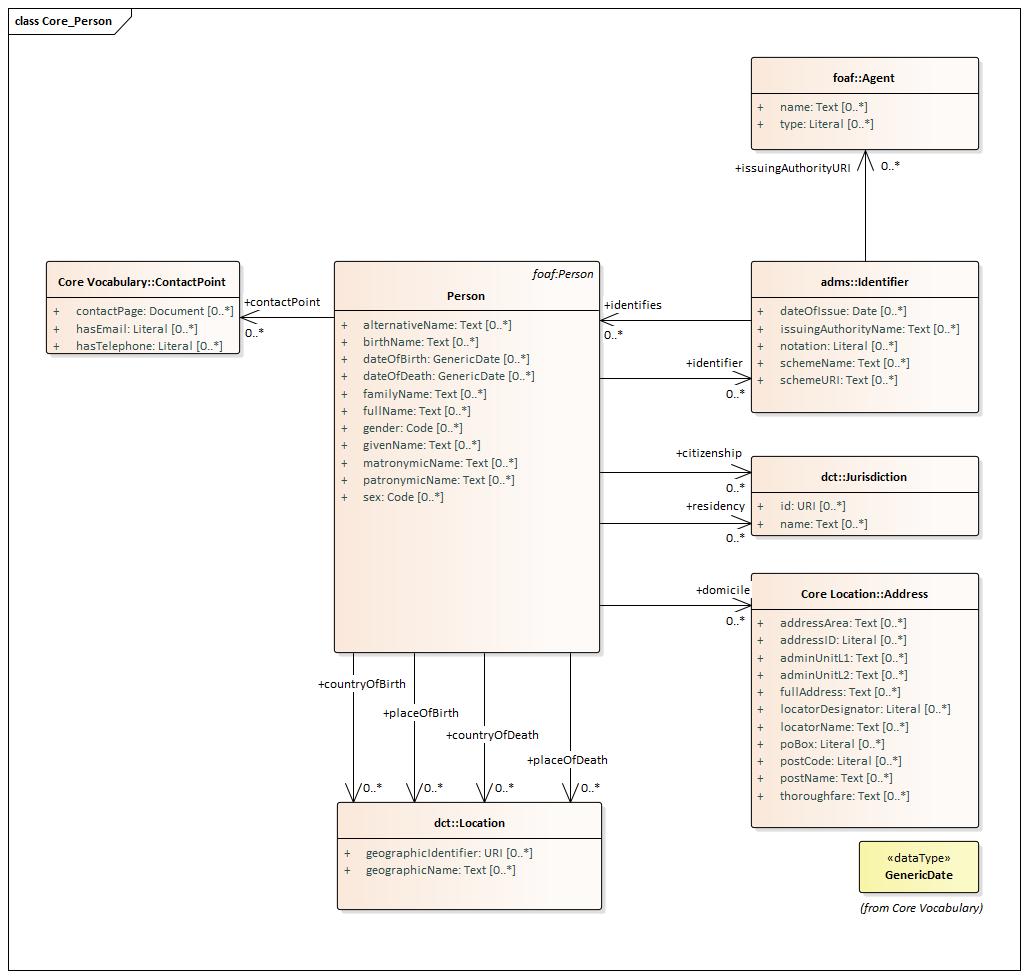 class Core_Person
foaf::Agent
+ name: Text [0..*]
+ type: Literal [0..*]
+issuingAuthorityURI 0..*
Core Vocabulary::ContactPoint
+ contactPage: Document [0..*]
+ hasEmail: Literal [0..*]
+ hasTelephone: Literal [0..*]
+contactPoint
0..*
foaf:Person
Person
+ alternativeName: Text [0..*]
+ birthName: Text [0..*]
+ dateOfBirth: GenericDate [0..*]
+ dateOfDeath: GenericDate [0..*]
+ familyName: Text [0..*]
+ fullName: Text [0..*]
+ gender: Code [0..*]
+ givenName: Text [0..*]
+ matronymicName: Text [0..*]
+ patronymicName: Text [0..*]
+ sex: Code [0..*]
+identifies
0..*
+identifier
0..*
adms::Identifier
+ dateOfIssue: Date [0..*]
+ issuingAuthorityName: Text [0..*]
+ notation: Literal [0..*]
+ schemeName: Text [0..*]
+ schemeURI: Text [0..*]
+citizenship
0..*
+residency
0..*
dct::Jurisdiction
+ id: URI [0..*]
+ name: Text [0..*]
+domicile
0..*
Core Location::Address
+ addressArea: Text [0..*]
+ addressID: Literal [0..*]
+ adminUnitL1: Text [0..*]
+ adminUnitL2: Text [0..*]
+ fullAddress: Text [0..*]
+ locatorDesignator: Literal [0..*]
+ locatorName: Text [0..*]
+ poBox: Literal [0..*]
+ postCode: Literal [0..*]
+ postName: Text [0..*]
+ thoroughfare: Text [0..*]
+countryOfBirth
+placeOfBirth
+countryOfDeath
+placeOfDeath
0..* 0..* 0..* 0..*
dct::Location
+ geographicIdentifier: URI [0..*]
+ geographicName: Text [0..*]
«dataType»
GenericDate
(from Core Vocabulary)